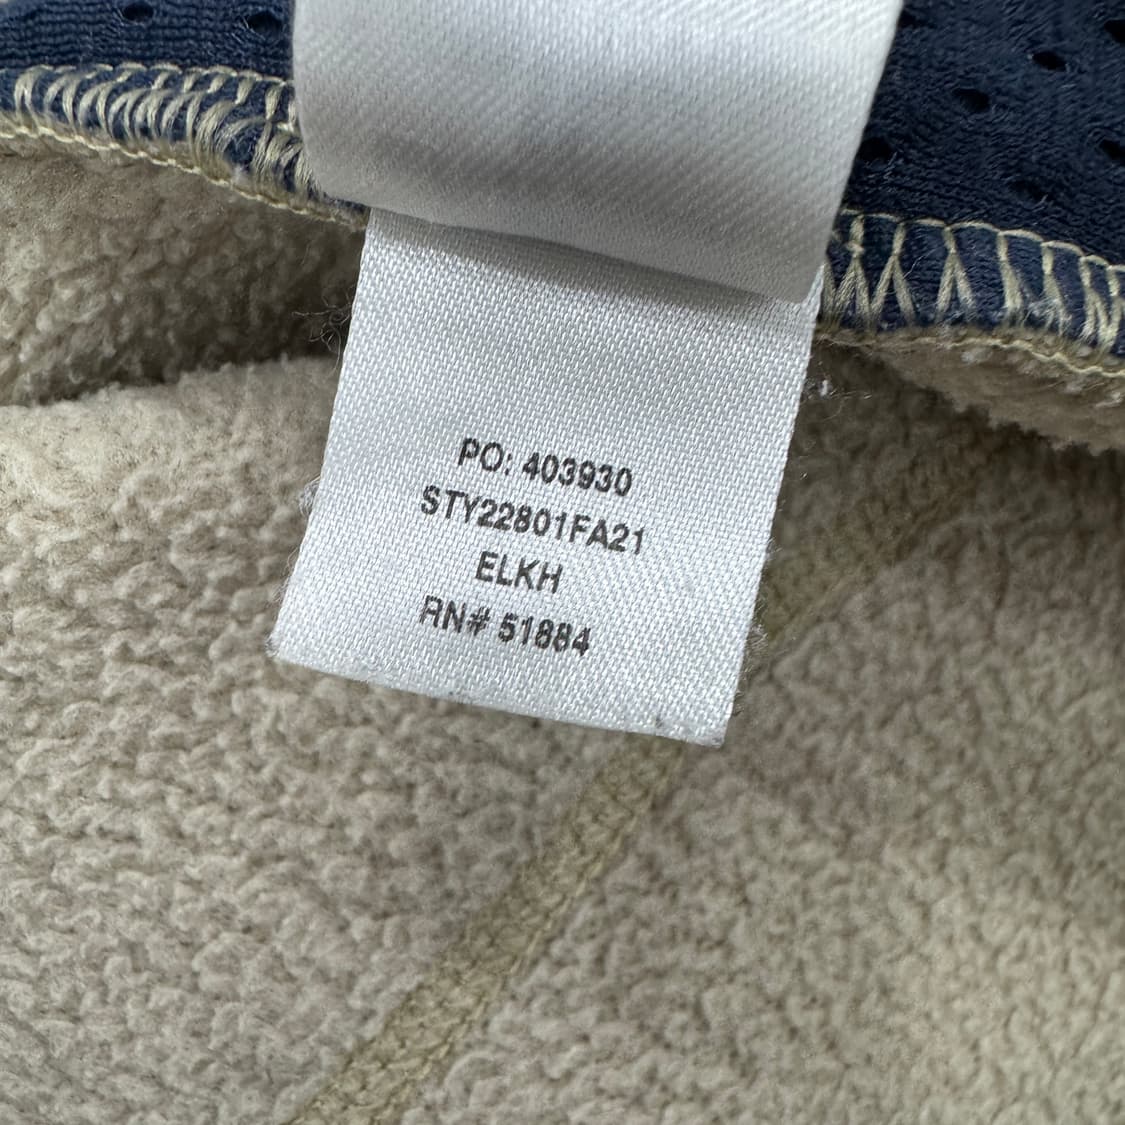 PO: 403930
STY22801FA21
ELKH
RN# 51884